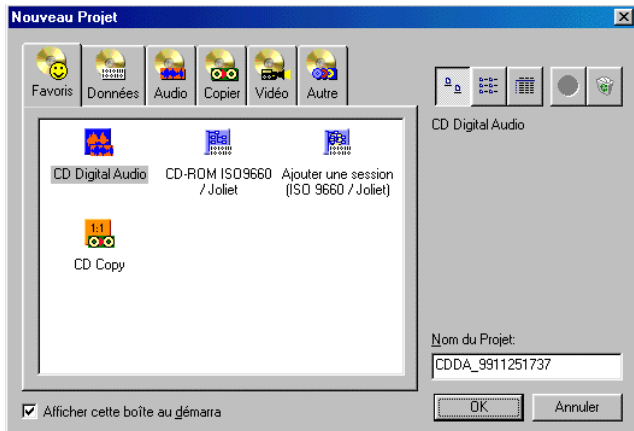 Nouveau Projet
Favoris Données Audio Copier Vidéo Autre
CD Digital Audio
CD Digital Audio CD-ROM ISO9660 / Joliet Ajouter une session (ISO 9660 / Joliet)
1:1
CD Copy
Nom du Projet:
CDDA_9911251737
Afficher cette boîte au démarra
OK Annuler